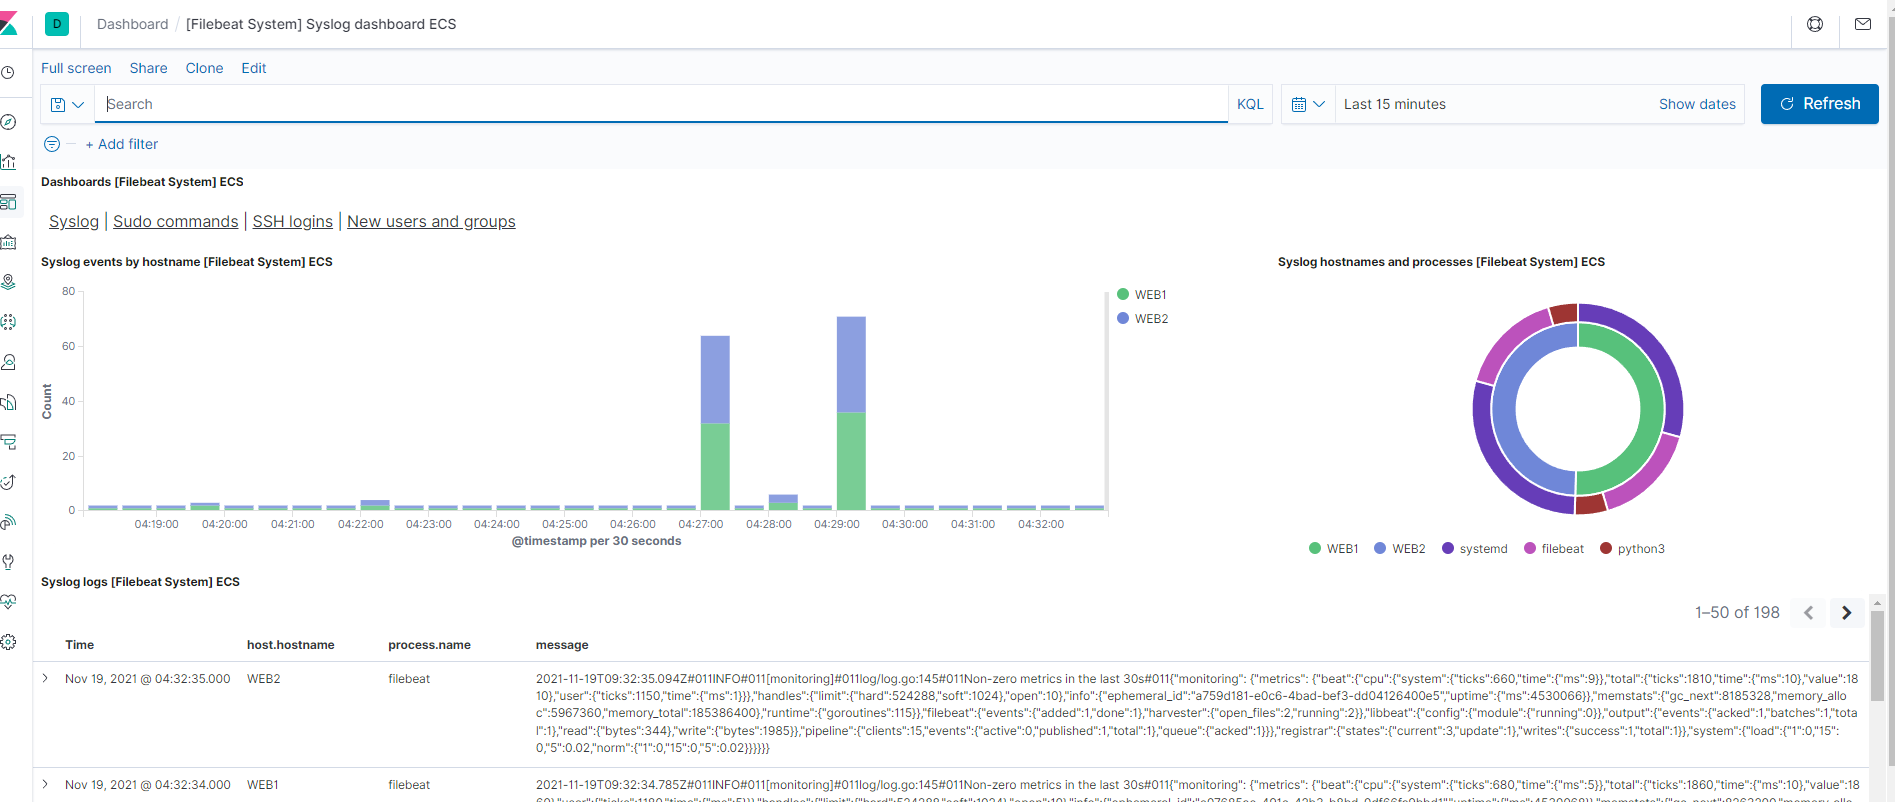 D Dashboard / [Filebeat System] Syslog dashboard ECS
Full screen Share Clone Edit
Search KQL Last 15 minutes Show dates Refresh
+ Add filter
Dashboards [Filebeat System] ECS
Syslog | Sudo commands | SSH logins | New users and groups
Syslog events by hostname [Filebeat System] ECS
80
60
40
20
0
Count
04:19:00 04:20:00 04:21:00 04:22:00 04:23:00 04:24:00 04:25:00 04:26:00 04:27:00 04:28:00 04:29:00 04:30:00 04:31:00 04:32:00
@timestamp per 30 seconds
WEB1
WEB2
Syslog hostnames and processes [Filebeat System] ECS
WEB1 WEB2 systemd filebeat python3
Syslog logs [Filebeat System] ECS
1–50 of 198
Time host.hostname process.name message
Nov 19, 2021 @ 04:32:35.000 WEB2 filebeat 2021-11-19T09:32:35.094Z#011INFO#011[monitoring]#011log/log.go:145#011Non-zero metrics in the last 30s#011{"monitoring": {"metrics": {"beat":{"cpu":{"system":{"ticks":660,"time":{"ms":9}},"total":{"ticks":1810,"time":{"ms":10},"value":18
10},"user":{"ticks":1150,"time":{"ms":1}}},"handles":{"limit":{"hard":524288,"soft":1024},"open":10},"info":{"ephemeral_id":"a759d181-e0c6-4bad-bef3-dd04126400e5","uptime":{"ms":4530066}},"memstats":{"gc_next":8185328,"memory_allo
c":5967360,"memory_total":185386400},"runtime":{"goroutines":115}},"filebeat":{"events":{"added":1,"done":1},"harvester":{"open_files":2,"running":2}},"libbeat":{"config":{"module":{"running":0}},"output":{"events":{"acked":1,"batches":1,"tota
l":1},"read":{"bytes":344},"write":{"bytes":1985}},"pipeline":{"clients":15,"events":{"active":0,"published":1,"total":1},"queue":{"acked":1}}},"registrar":{"states":{"current":3,"update":1},"writes":{"success":1,"total":1}},"system":{"load":{"1":0,"15":
0,"5":0.02,"norm":{"1":0,"15":0,"5":0.02}}}}}}
Nov 19, 2021 @ 04:32:34.000 WEB1 filebeat 2021-11-19T09:32:34.785Z#011INFO#011[monitoring]#011log/log.go:145#011Non-zero metrics in the last 30s#011{"monitoring": {"metrics": {"beat":{"cpu":{"system":{"ticks":680,"time":{"ms":5}},"total":{"ticks":1860,"time":{"ms":10},"value":18